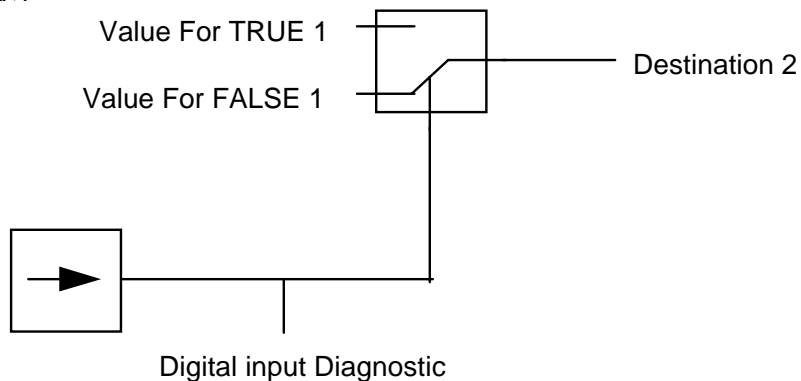 Value For TRUE 1
Destination 2
Value For FALSE 1
Digital input Diagnostic